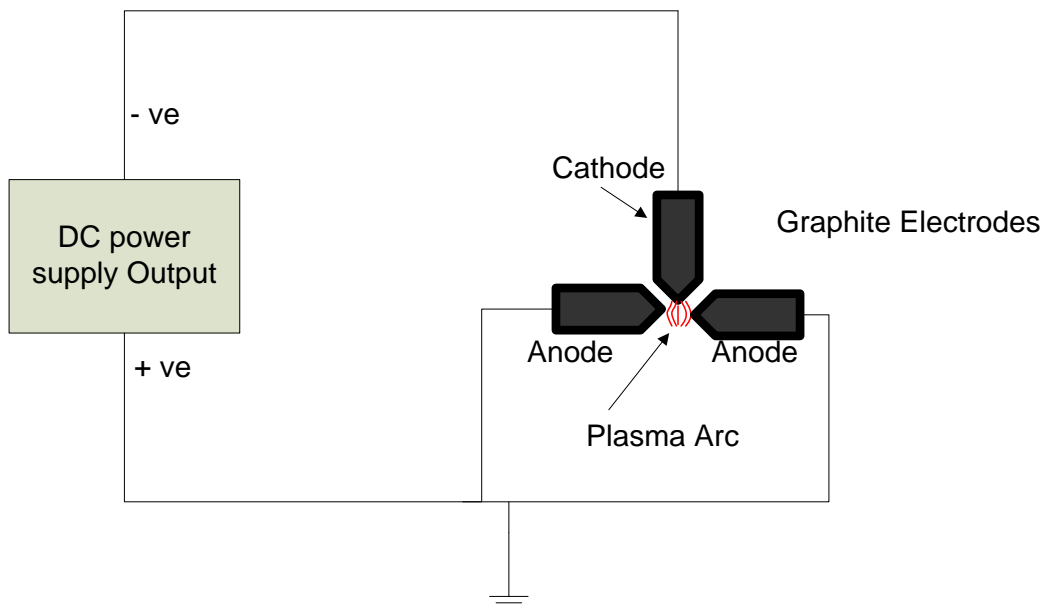 - ve
Cathode
Graphite Electrodes
DC power
supply Output
+ ve
Anode
Anode
Plasma Arc